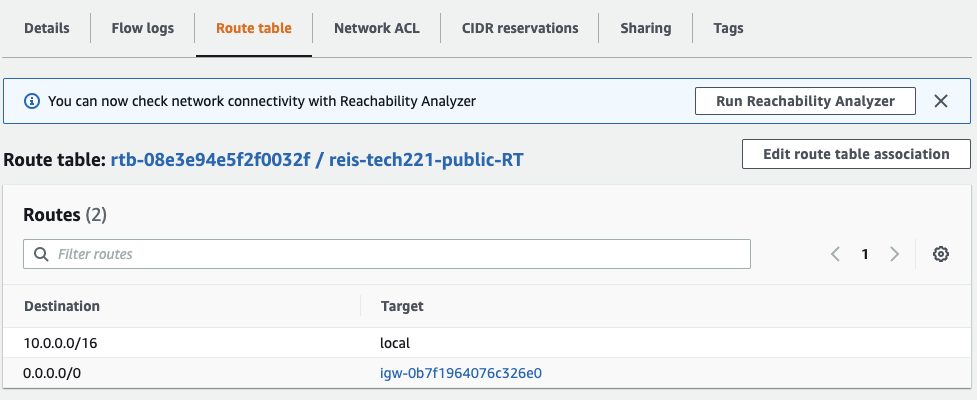 Details Flow logs Route table Network ACL CIDR reservations Sharing Tags
You can now check network connectivity with Reachability Analyzer Run Reachability Analyzer
Route table: rtb-08e3e94e5f2f0032f / reis-tech221-public-RT Edit route table association
Routes (2)
Filter routes 1
Destination Target
10.0.0.0/16 local
0.0.0.0/0 igw-0b7f1964076c326e0